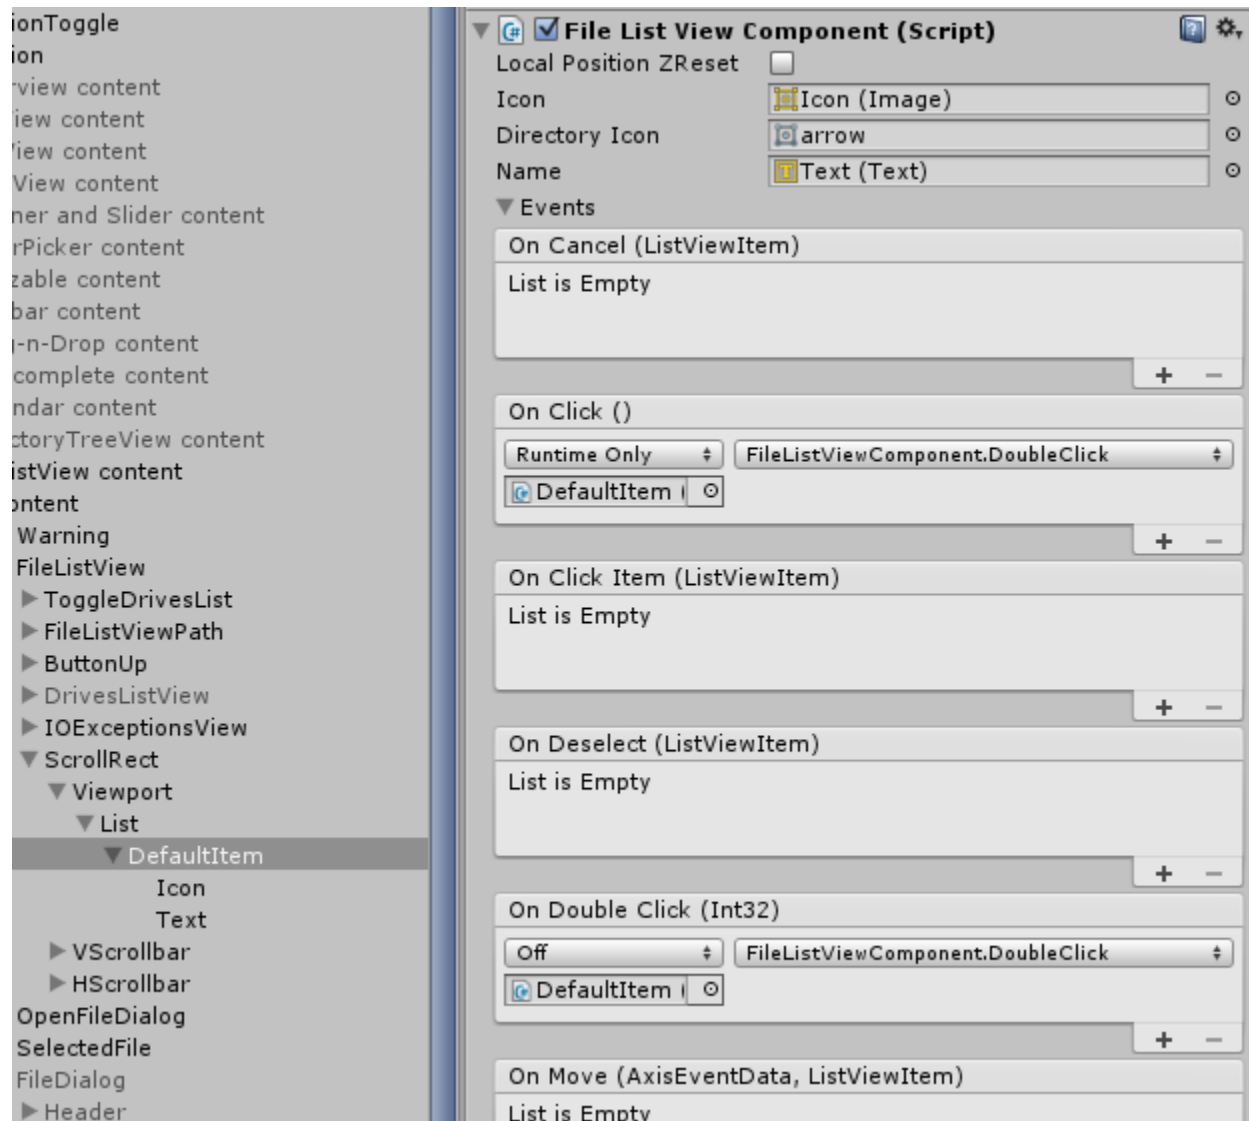 ionToggle
ion
rview content
iew content
View content
View content
ner and Slider content
rPicker content
zable content
bar content
g-n-Drop content
complete content
ndar content
ctoryTreeView content
istView content
ontent
Warning
FileListView
ToggleDrivesList
FileListViewPath
ButtonUp
DrivesListView
IOExceptionsView
ScrollRect
Viewport
List
DefaultItem
Icon
Text
VScrollbar
HScrollbar
OpenFileDialog
SelectedFile
FileDialog
Header
File List View Component (Script)
Local Position ZReset
Icon Icon (Image)
Directory Icon arrow
Name Text (Text)
Events
On Cancel (ListViewItem)
List is Empty
+ −
On Click ()
Runtime Only FileListViewComponent.DoubleClick
DefaultItem (
+ −
On Click Item (ListViewItem)
List is Empty
+ −
On Deselect (ListViewItem)
List is Empty
+ −
On Double Click (Int32)
Off FileListViewComponent.DoubleClick
DefaultItem (
+ −
On Move (AxisEventData, ListViewItem)
List is Empty